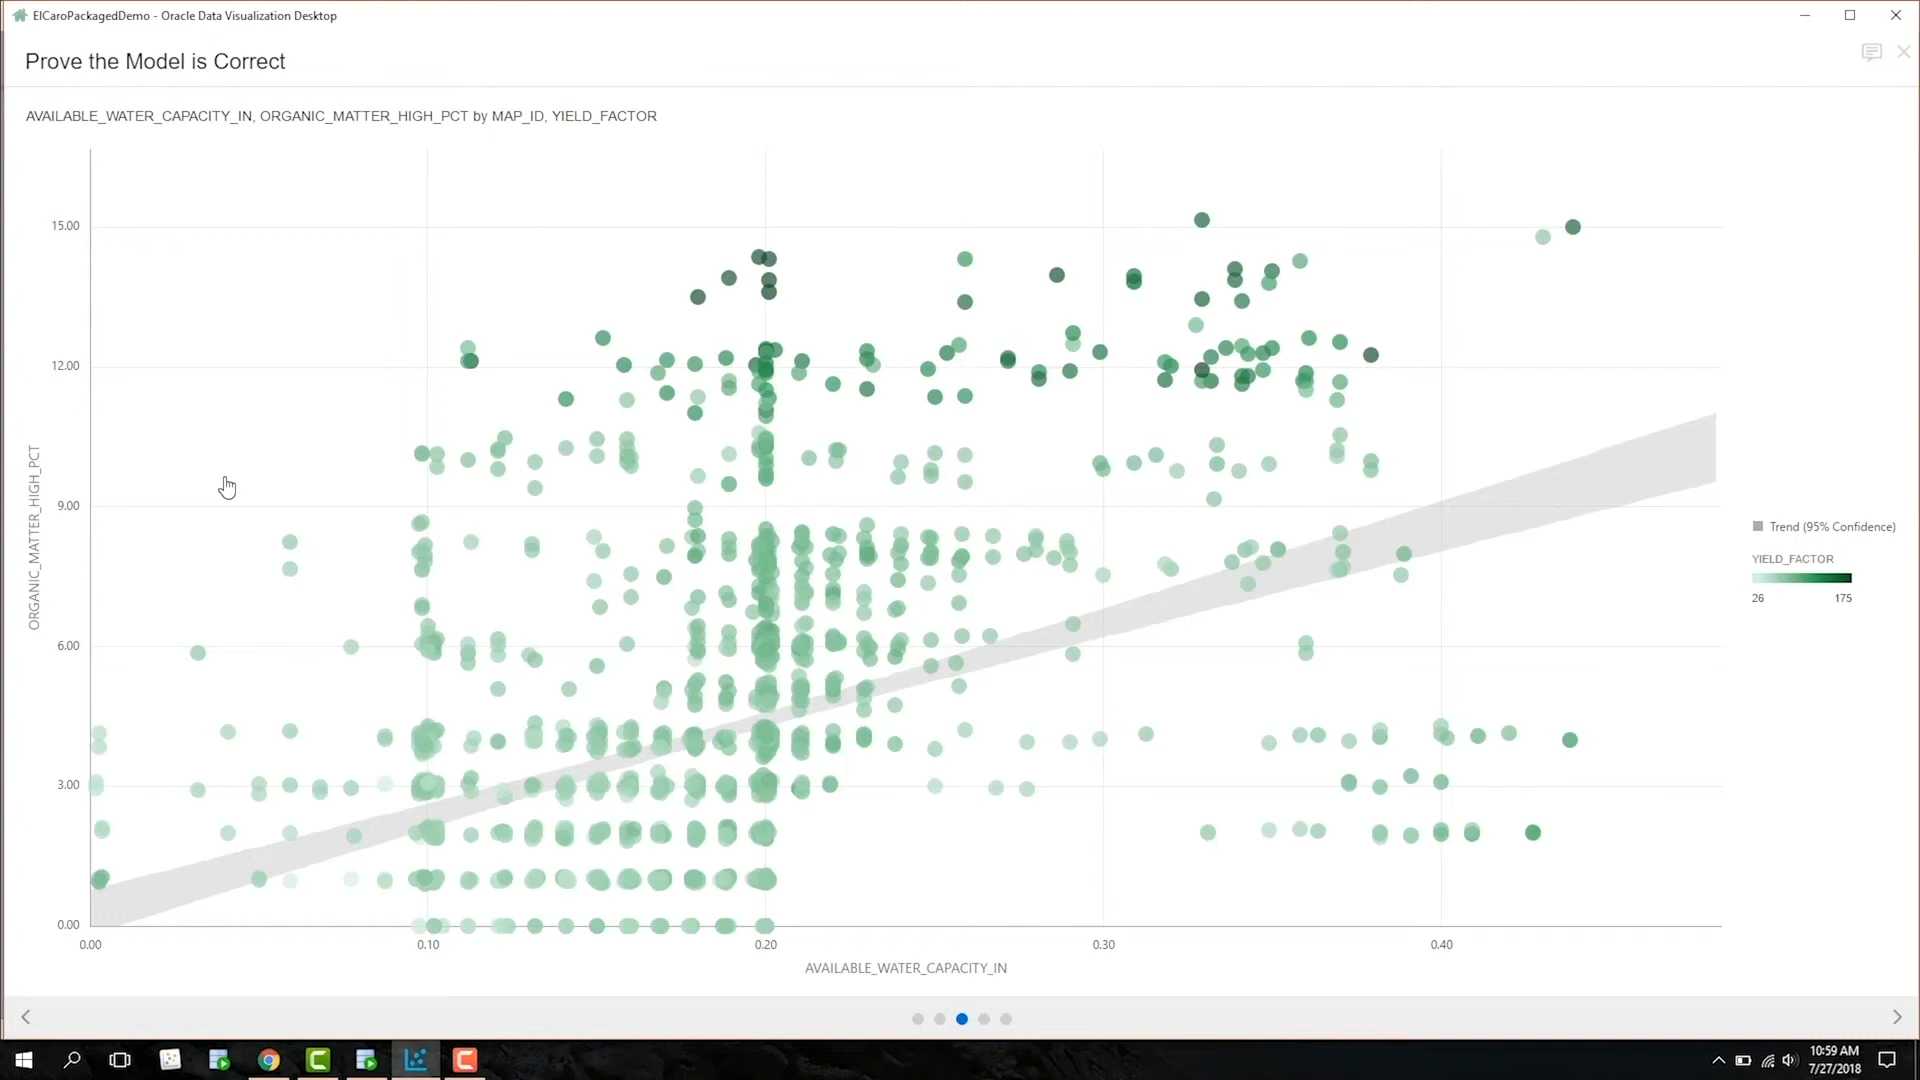 ElCaroPackagedDemo - Oracle Data Visualization Desktop
Prove the Model is Correct
AVAILABLE_WATER_CAPACITY_IN, ORGANIC_MATTER_HIGH_PCT by MAP_ID, YIELD_FACTOR
ORGANIC_MATTER_HIGH_PCT
15.00
12.00
9.00
6.00
3.00
0.00
0.00 0.10 0.20 0.30 0.40
AVAILABLE_WATER_CAPACITY_IN
Trend (95% Confidence)
YIELD_FACTOR
26 175
10:59 AM
7/27/2018